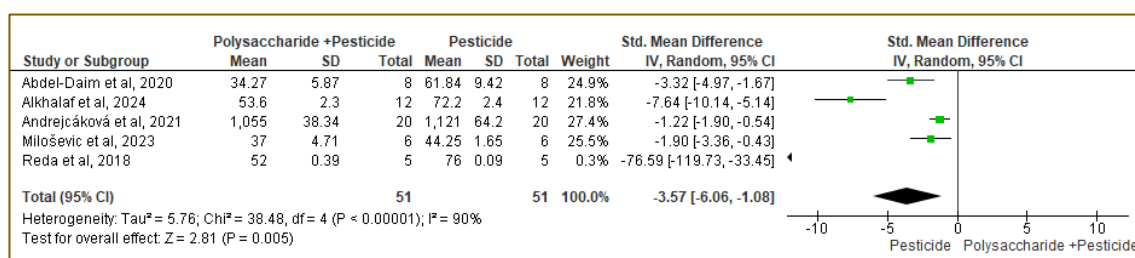 Polysaccharide +Pesticide Pesticide Std. Mean Difference Std. Mean Difference
Study or Subgroup Mean SD Total Mean SD Total Weight IV, Random, 95% CI IV, Random, 95% CI
Abdel-Daim et al, 2020 34.27 5.87 8 61.84 9.42 8 24.9% -3.32 [-4.97, -1.67]
Alkhalaf et al, 2024 53.6 2.3 12 72.2 2.4 12 21.8% -7.64 [-10.14, -5.14]
Andrejcáková et al, 2021 1,055 38.34 20 1,121 64.2 20 27.4% -1.22 [-1.90, -0.54]
Miloševic et al, 2023 37 4.71 6 44.25 1.65 6 25.5% -1.90 [-3.36, -0.43]
Reda et al, 2018 52 0.39 5 76 0.09 5 0.3% -76.59 [-119.73, -33.45]
Total (95% CI) 51 51 100.0% -3.57 [-6.06, -1.08]
Heterogeneity: Tau² = 5.76; Chi² = 38.48, df = 4 (P < 0.00001); I² = 90%
Test for overall effect: Z = 2.81 (P = 0.005)
-10 -5 0 5 10
Pesticide Polysaccharide +Pesticide